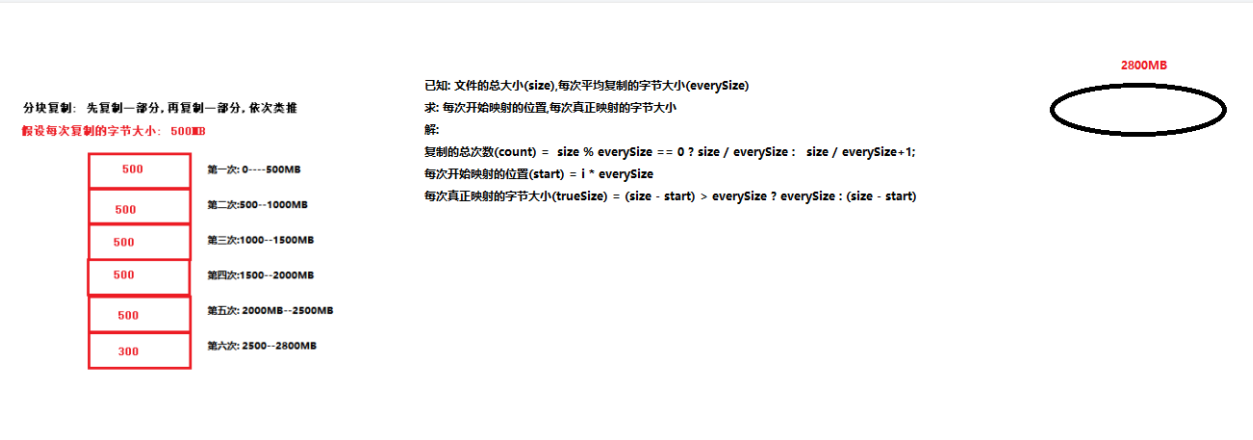 分块复制: 先复制一部分,再复制一部分,依次类推
假设每次复制的字节大小: 500MB
500
第一次: 0----500MB
500
第二次:500--1000MB
500
第三次:1000--1500MB
500
第四次:1500--2000MB
500
第五次: 2000MB--2500MB
300
第六次: 2500--2800MB
已知: 文件的总大小(size),每次平均复制的字节大小(everySize)
求: 每次开始映射的位置,每次真正映射的字节大小
解:
复制的总次数(count) = size % everySize == 0 ? size / everySize : size / everySize+1;
每次开始映射的位置(start) = i * everySize
每次真正映射的字节大小(trueSize) = (size - start) > everySize ? everySize : (size - start)
2800MB